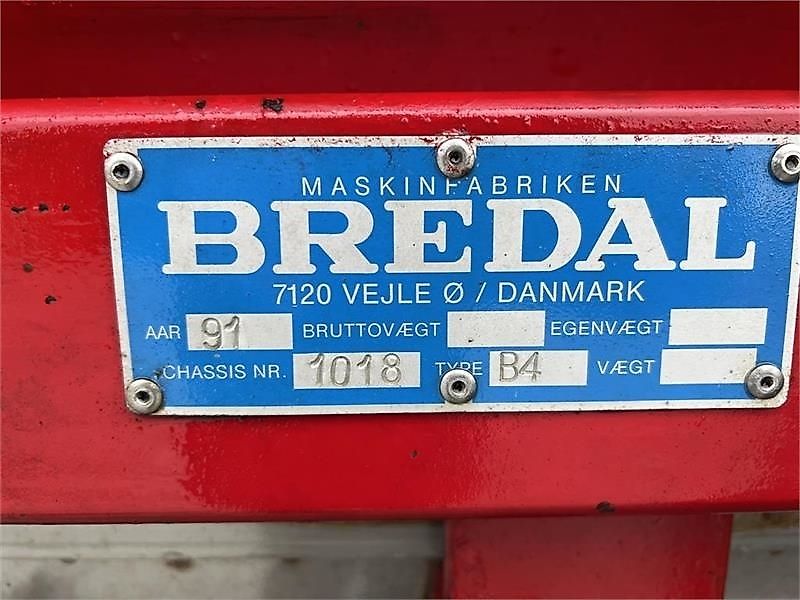 MASKINFABRIKEN
BREDAL
7120 VEJLE Ø / DANMARK
AAR 91 BRUTTOVÆGT EGENVÆGT
CHASSIS NR. 1018 TYPE B4 VÆGT